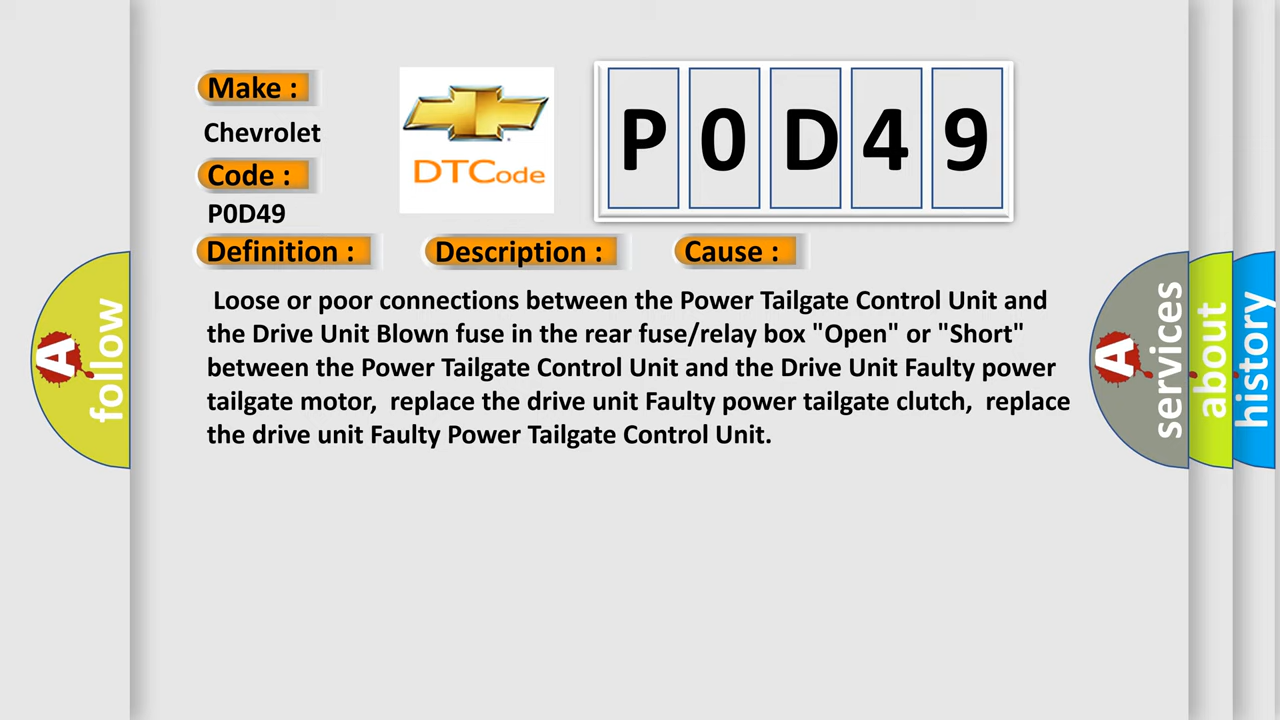 Make :
Chevrolet
Code :
P0D49
DTCode
P0D49
Definition :
Description :
Cause :
Loose or poor connections between the Power Tailgate Control Unit and
the Drive Unit Blown fuse in the rear fuse/relay box "Open" or "Short"
between the Power Tailgate Control Unit and the Drive Unit Faulty power
tailgate motor,  replace the drive unit Faulty power tailgate clutch,  replace
the drive unit Faulty Power Tailgate Control Unit.
A
follow
A
services
about
history